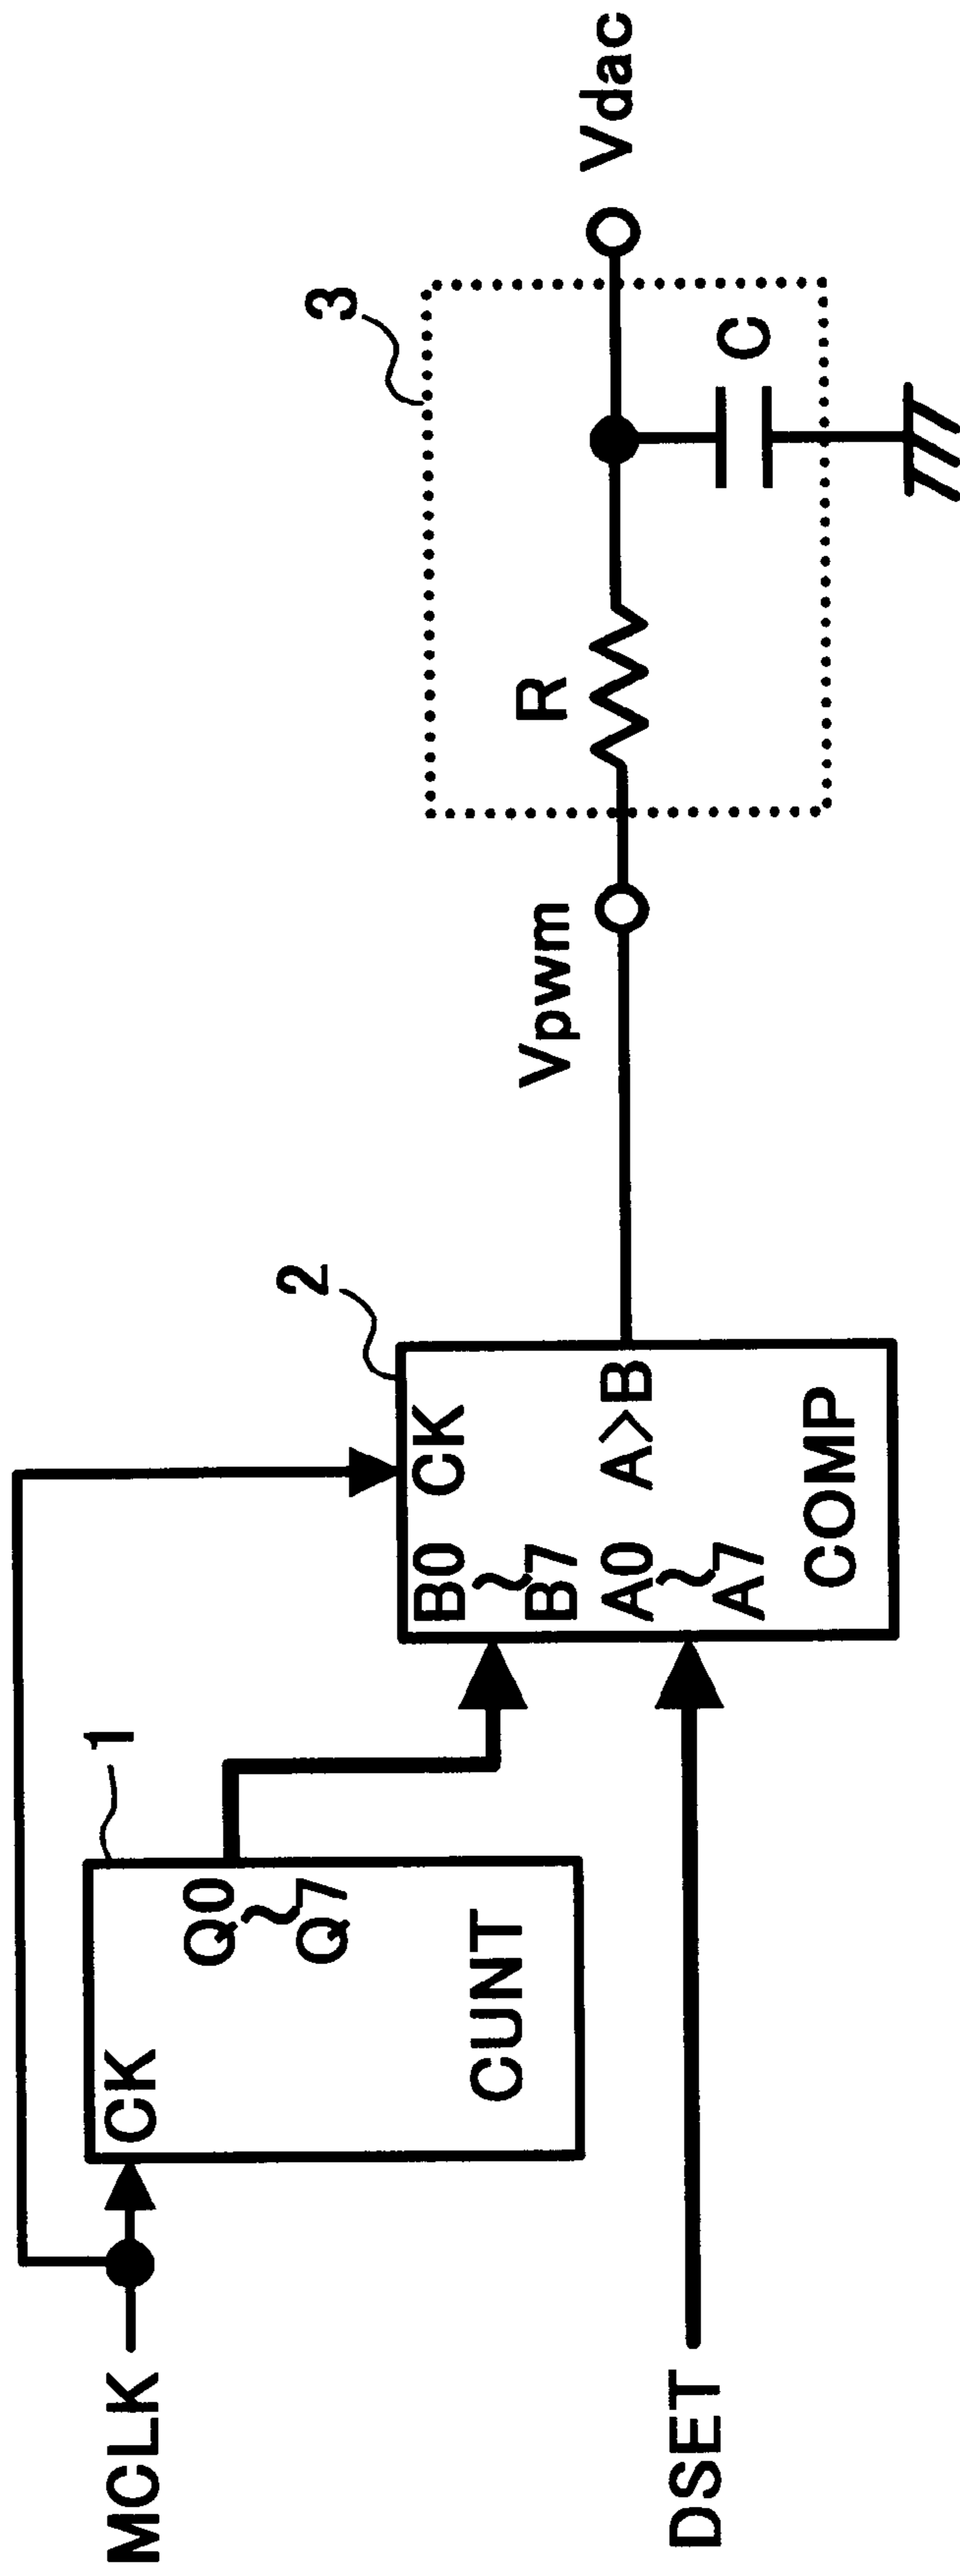 MCLK
CK
Q0
~
Q7
CUNT
1
DSET
B0
~
B7
CK
A0
~
A7
A>B
COMP
2
Vpwm
R
C
3
Vdac